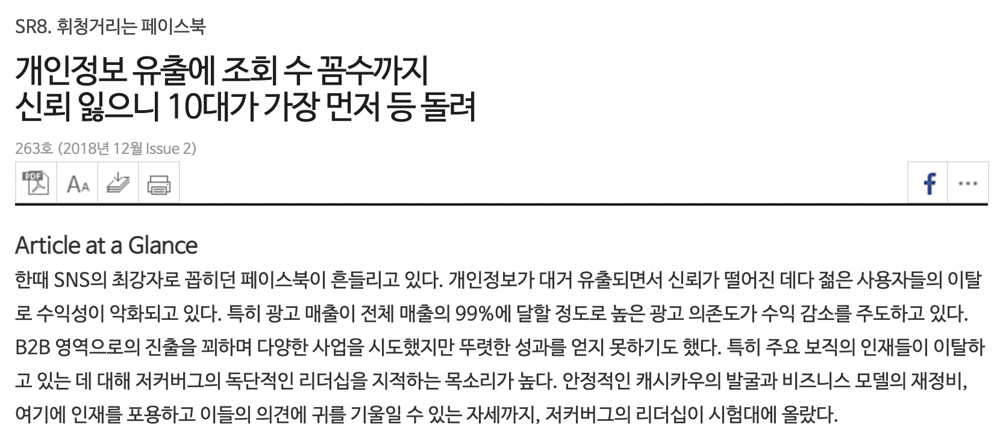 SR8. 휘청거리는 페이스북
개인정보 유출에 조회 수 꼼수까지
신뢰 잃으니 10대가 가장 먼저 등 돌려
263호 (2018년 12월 Issue 2)
PDF AA f ...
Article at a Glance
한때 SNS의 최강자로 꼽히던 페이스북이 흔들리고 있다. 개인정보가 대거 유출되면서 신뢰가 떨어진 데다 젊은 사용자들의 이탈
로 수익성이 악화되고 있다. 특히 광고 매출이 전체 매출의 99%에 달할 정도로 높은 광고 의존도가 수익 감소를 주도하고 있다.
B2B 영역으로의 진출을 꾀하며 다양한 사업을 시도했지만 뚜렷한 성과를 얻지 못하기도 했다. 특히 주요 보직의 인재들이 이탈하
고 있는 데 대해 저커버그의 독단적인 리더십을 지적하는 목소리가 높다. 안정적인 캐시카우의 발굴과 비즈니스 모델의 재정비,
여기에 인재를 포용하고 이들의 의견에 귀를 기울일 수 있는 자세까지, 저커버그의 리더십이 시험대에 올랐다.